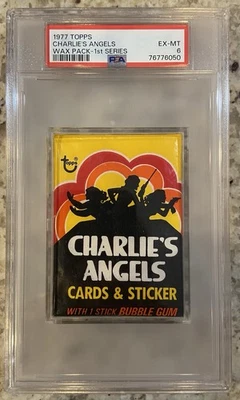 1977 TOPPS
CHARLIE'S ANGELS
WAX PACK-1st SERIES
EX-MT
6
PSA
76776050
Topps
CHARLIE'S
ANGELS
CARDS & STICKER
WITH 1 STICK BUBBLE GUM